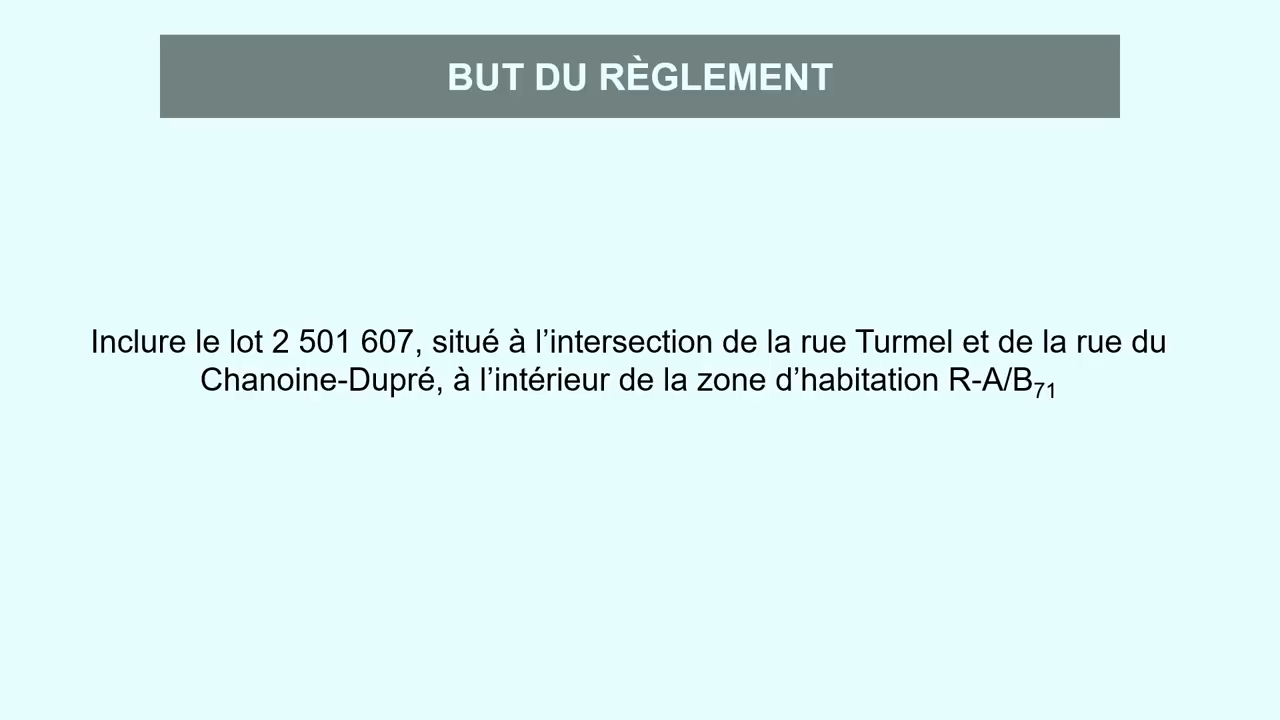 BUT DU RÈGLEMENT
Inclure le lot 2 501 607, situé à l’intersection de la rue Turmel et de la rue du
Chanoine-Dupré, à l’intérieur de la zone d’habitation R-A/B71